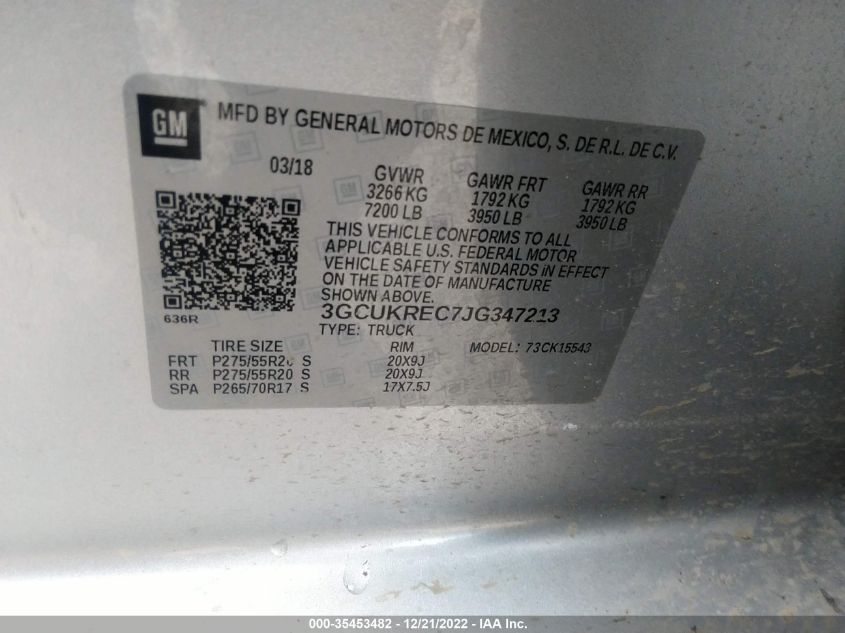 GM
MFD BY GENERAL MOTORS DE MEXICO, S. DE R.L. DE C.V.
03/18 GVWR GAWR FRT GAWR RR
3266 KG 1792 KG 1792 KG
7200 LB 3950 LB 3950 LB
THIS VEHICLE CONFORMS TO ALL
APPLICABLE U.S. FEDERAL MOTOR
VEHICLE SAFETY STANDARDS IN EFFECT
ON THE DATE OF MANUFACTURE
SHOWN ABOVE.
636R
3GCUKREC7JG347213
TYPE: TRUCK
TIRE SIZE RIM MODEL: 73CK15543
FRT P275/55R20 S 20X9J
RR P275/55R20 S 20X9J
SPA P265/70R17 S 17X7.5J
000-35453482 - 12/21/2022 - IAA Inc.